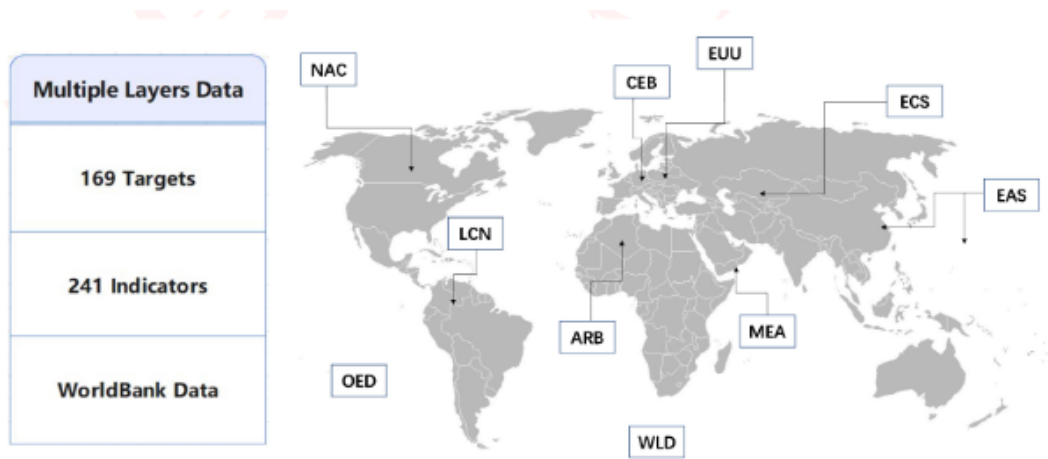 Multiple Layers Data
169 Targets
241 Indicators
WorldBank Data
NAC
CEB
EUU
ECS
EAS
LCN
ARB
MEA
OED
WLD